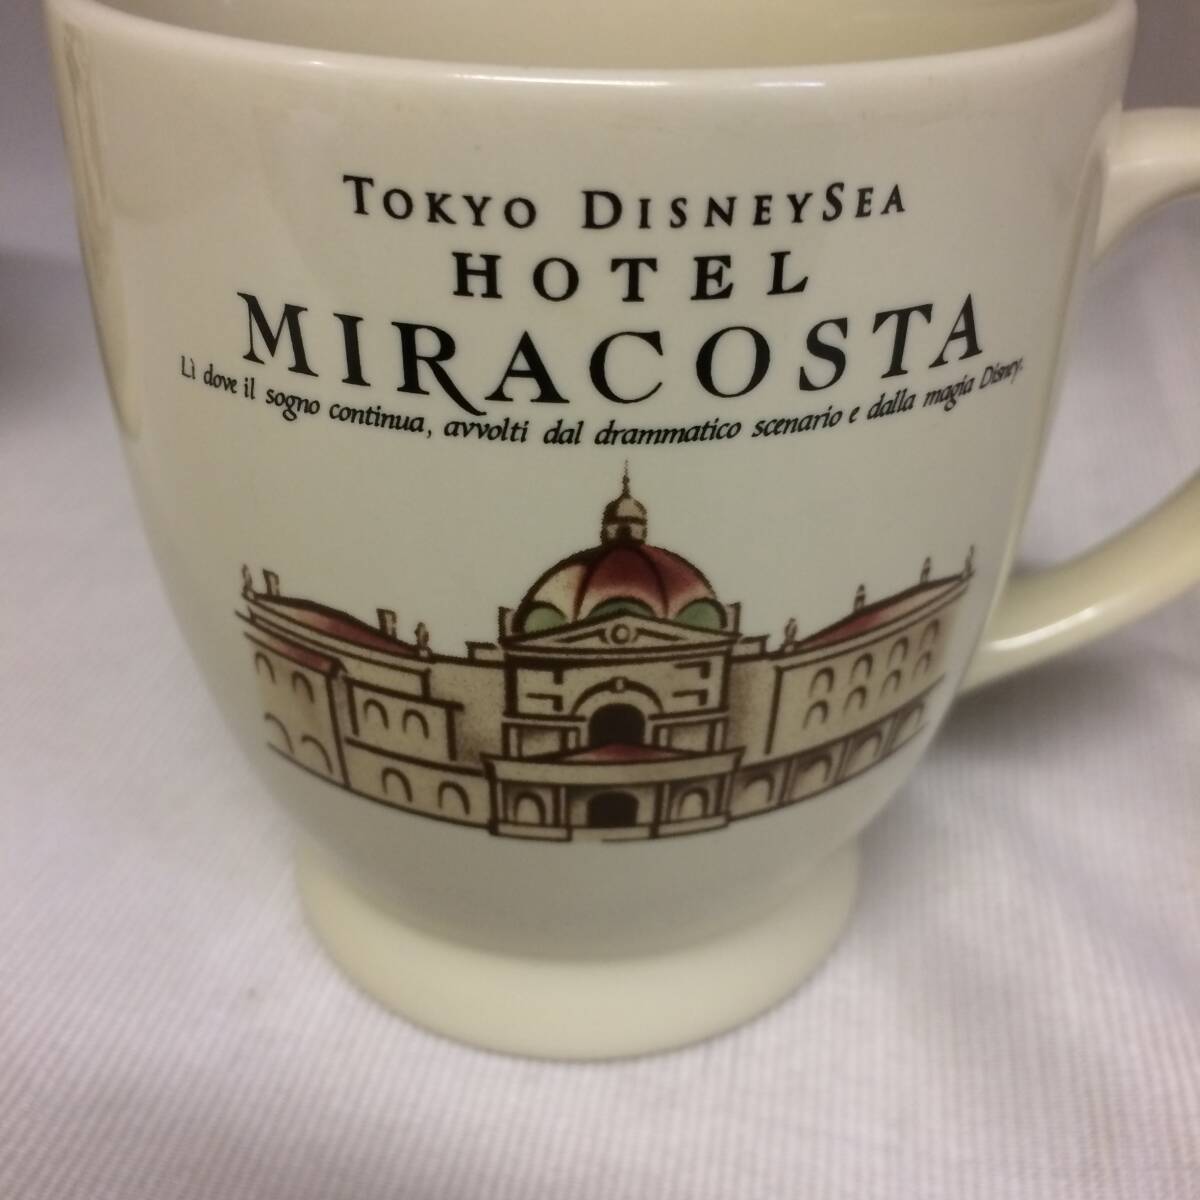 TOKYO DISNEYSEA
HOTEL
MIRACOSTA
Lì dove il sogno continua, avvolti dal drammatico scenario e dalla magia Disney.